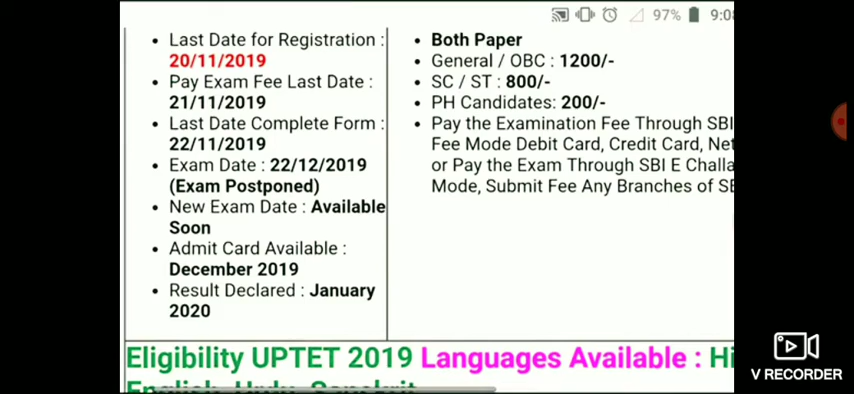 97% 9:08
Last Date for Registration :
20/11/2019
Pay Exam Fee Last Date :
21/11/2019
Last Date Complete Form :
22/11/2019
Exam Date : 22/12/2019
(Exam Postponed)
New Exam Date : Available
Soon
Admit Card Available :
December 2019
Result Declared : January
2020
Both Paper
General / OBC : 1200/-
SC / ST : 800/-
PH Candidates: 200/-
Pay the Examination Fee Through SBI
Fee Mode Debit Card, Credit Card, Net
or Pay the Exam Through SBI E Challa
Mode, Submit Fee Any Branches of
Eligibility UPTET 2019 Languages Available : Hi
English, Urdu, Sanskrit
V RECORDER